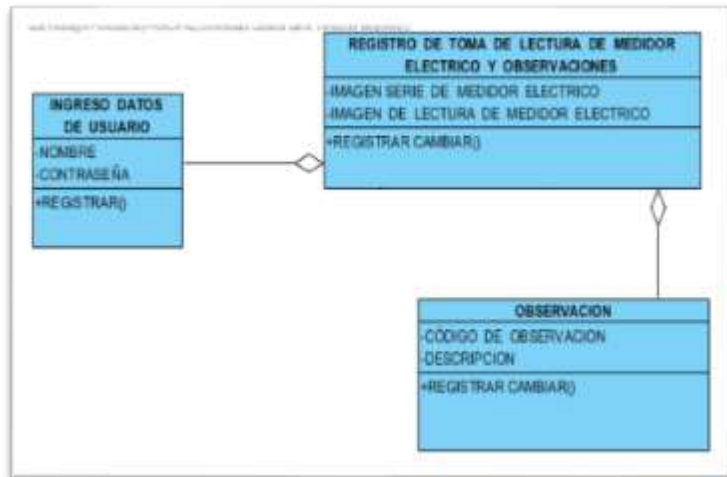 INGRESO DATOS
DE USUARIO
-NOMBRE
-CONTRASEÑA
+REGISTRAR()
REGISTRO DE TOMA DE LECTURA DE MEDIDOR
ELECTRICO Y OBSERVACIONES
-IMAGEN SERIE DE MEDIDOR ELECTRICO
-IMAGEN DE LECTURA DE MEDIDOR ELECTRICO
+REGISTRAR CAMBIAR()
OBSERVACION
-CÓDIGO DE OBSERVACION
-DESCRIPCION
+REGISTRAR CAMBIAR()